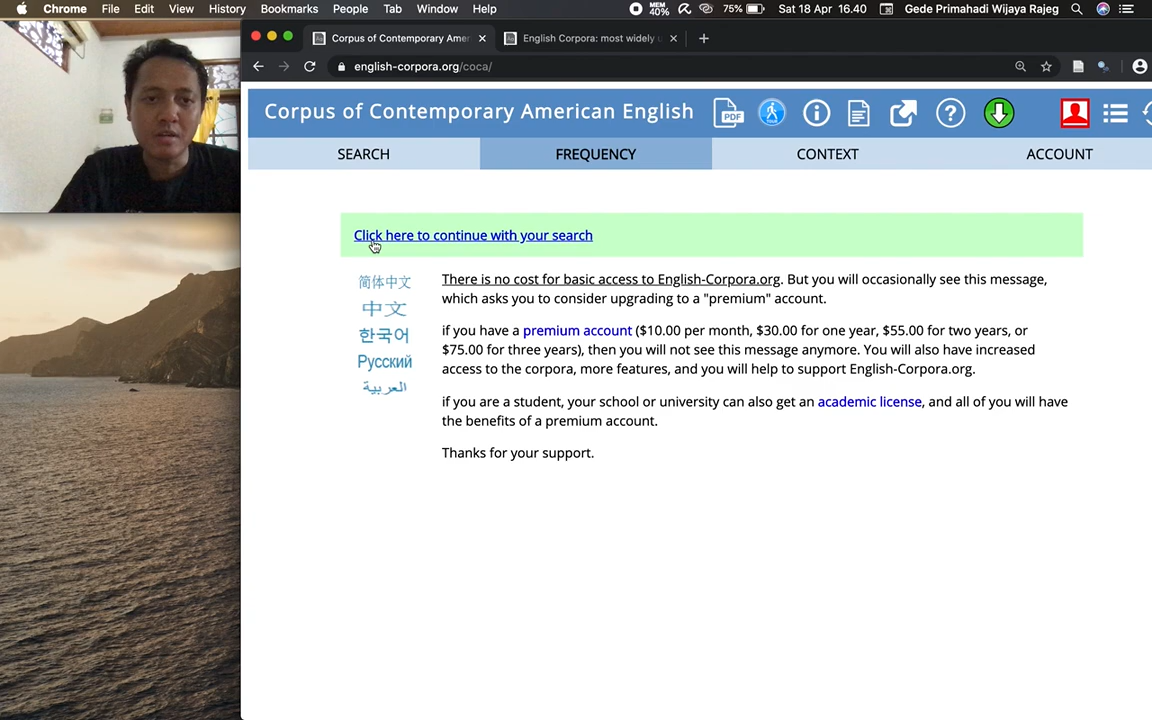 Chrome File Edit View History Bookmarks People Tab Window Help MEM 40% 75% Sat 18 Apr 16.40 Gede Primahadi Wijaya Rajeg
Corpus of Contemporary Amer English Corpora: most widely u
english-corpora.org/coca/
Corpus of Contemporary American English PDF
SEARCH FREQUENCY CONTEXT ACCOUNT
Click here to continue with your search
简体中文
中文
한국어
Русский
العربية
There is no cost for basic access to English-Corpora.org. But you will occasionally see this message,
which asks you to consider upgrading to a "premium" account.
if you have a premium account ($10.00 per month, $30.00 for one year, $55.00 for two years, or
$75.00 for three years), then you will not see this message anymore. You will also have increased
access to the corpora, more features, and you will help to support English-Corpora.org.
if you are a student, your school or university can also get an academic license, and all of you will have
the benefits of a premium account.
Thanks for your support.